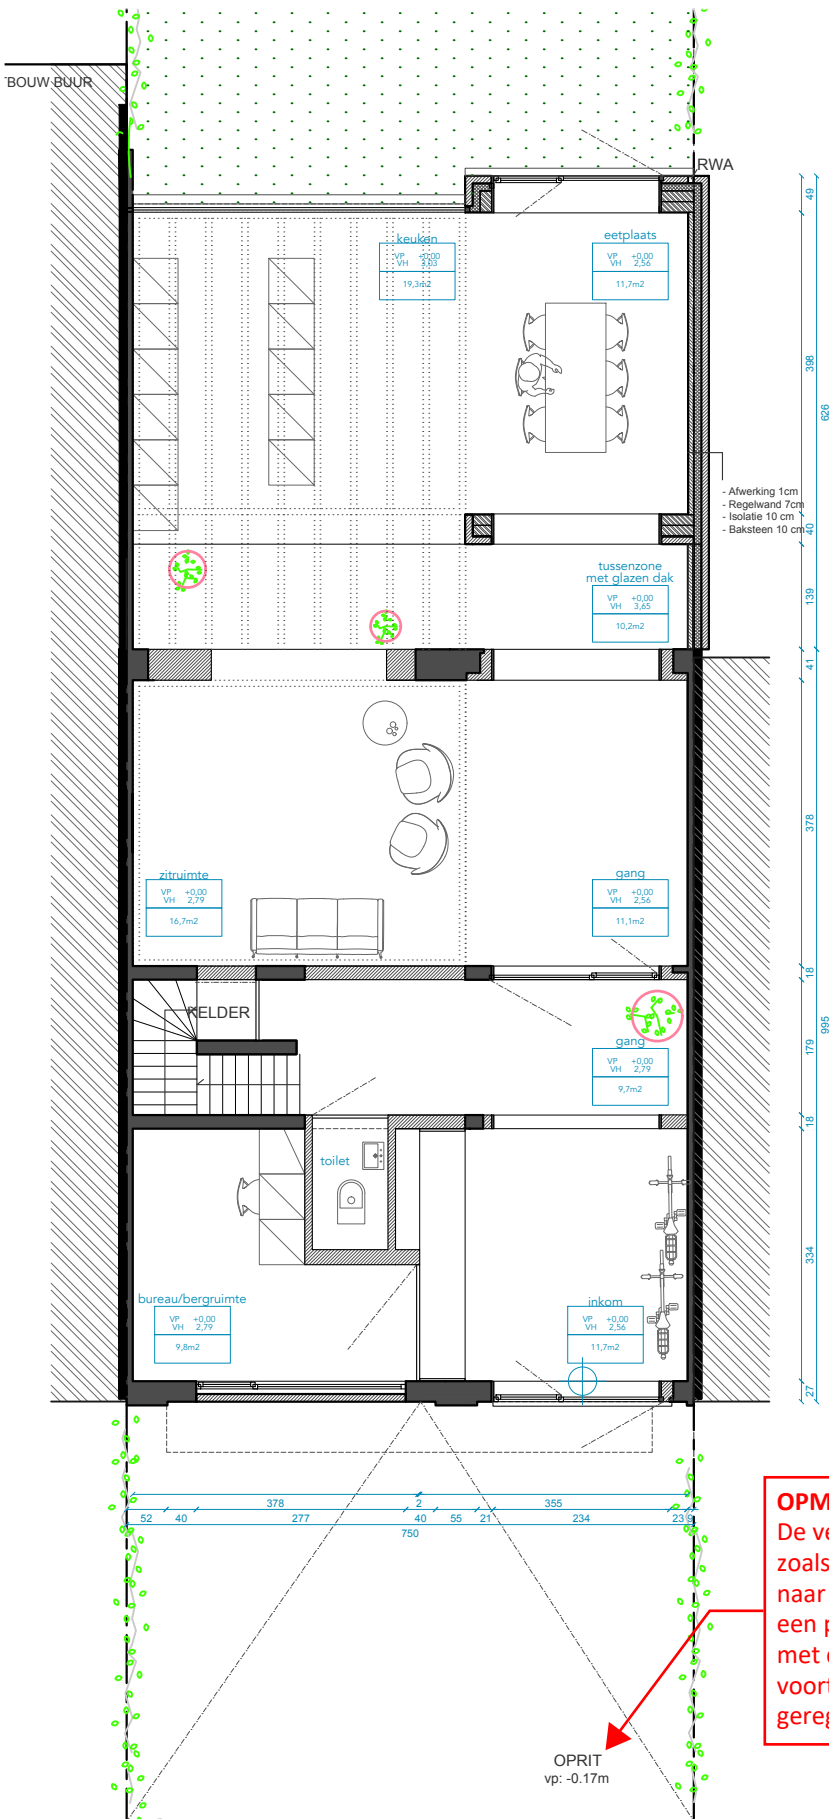 BOUW BUUR
RWA
keuken
VP +0,00
VH 3,03
19,3m2
eetplaats
VP +0,00
VH 2,56
11,7m2
49
398
626
- Afwerking 1cm
- Regelwand 7cm
- Isolatie 10 cm
- Baksteen 10 cm
40
tussenzone
met glazen dak
VP +0,00
VH 3,65
10,2m2
139
41
378
zitruimte
VP +0,00
VH 2,79
16,7m2
gang
VP +0,00
VH 2,56
11,1m2
18
KELDER
995
gang
VP +0,00
VH 2,79
9,7m2
179
18
toilet
334
bureau/bergruimte
VP +0,00
VH 2,79
9,8m2
inkom
VP +0,00
VH 2,56
11,7m2
27
378 2 355
52 40 277 40 55 21 234 23 9
750
OPM
De ve
zoals
naar
een p
met
voort
gereg
OPRIT
vp: -0.17m